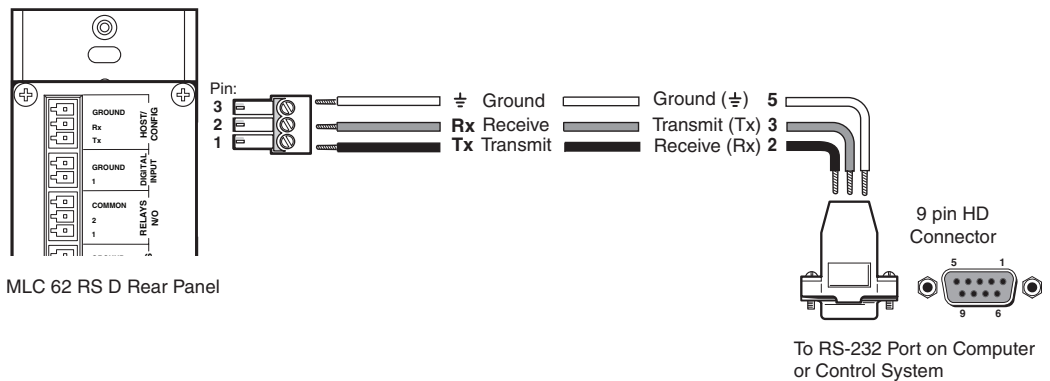 Pin:
3 ⏚ Ground Ground (⏚) 5
2 Rx Receive Transmit (Tx) 3
1 Tx Transmit Receive (Rx) 2
GROUND
Rx
Tx
HOST/
CONFIG
GROUND
1
DIGITAL
INPUT
COMMON
2
1
RELAYS
N/O
MLC 62 RS D Rear Panel
9 pin HD
Connector
5 1
9 6
To RS-232 Port on Computer
or Control System